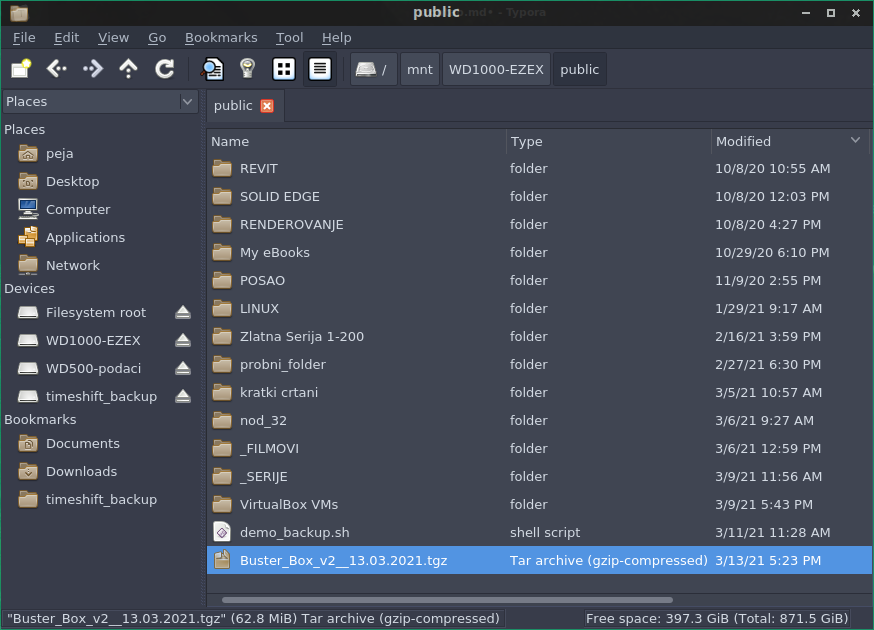 public .md• - Typora
File Edit View Go Bookmarks Tool Help
/ mnt WD1000-EZEX public
Places
public
Places
peja
Desktop
Computer
Applications
Network
Devices
Filesystem root
WD1000-EZEX
WD500-podaci
timeshift_backup
Bookmarks
Documents
Downloads
timeshift_backup
Name Type Modified
REVIT folder 10/8/20 10:55 AM
SOLID EDGE folder 10/8/20 12:03 PM
RENDEROVANJE folder 10/8/20 4:27 PM
My eBooks folder 10/29/20 6:10 PM
POSAO folder 11/9/20 2:55 PM
LINUX folder 1/29/21 9:17 AM
Zlatna Serija 1-200 folder 2/16/21 3:59 PM
probni_folder folder 2/27/21 6:30 PM
kratki crtani folder 3/5/21 10:57 AM
nod_32 folder 3/6/21 9:27 AM
_FILMOVI folder 3/6/21 12:59 PM
_SERIJE folder 3/9/21 11:56 AM
VirtualBox VMs folder 3/9/21 5:43 PM
demo_backup.sh shell script 3/11/21 11:28 AM
Buster_Box_v2__13.03.2021.tgz Tar archive (gzip-compressed) 3/13/21 5:23 PM
"Buster_Box_v2__13.03.2021.tgz" (62.8 MiB) Tar archive (gzip-compressed) Free space: 397.3 GiB (Total: 871.5 GiB)